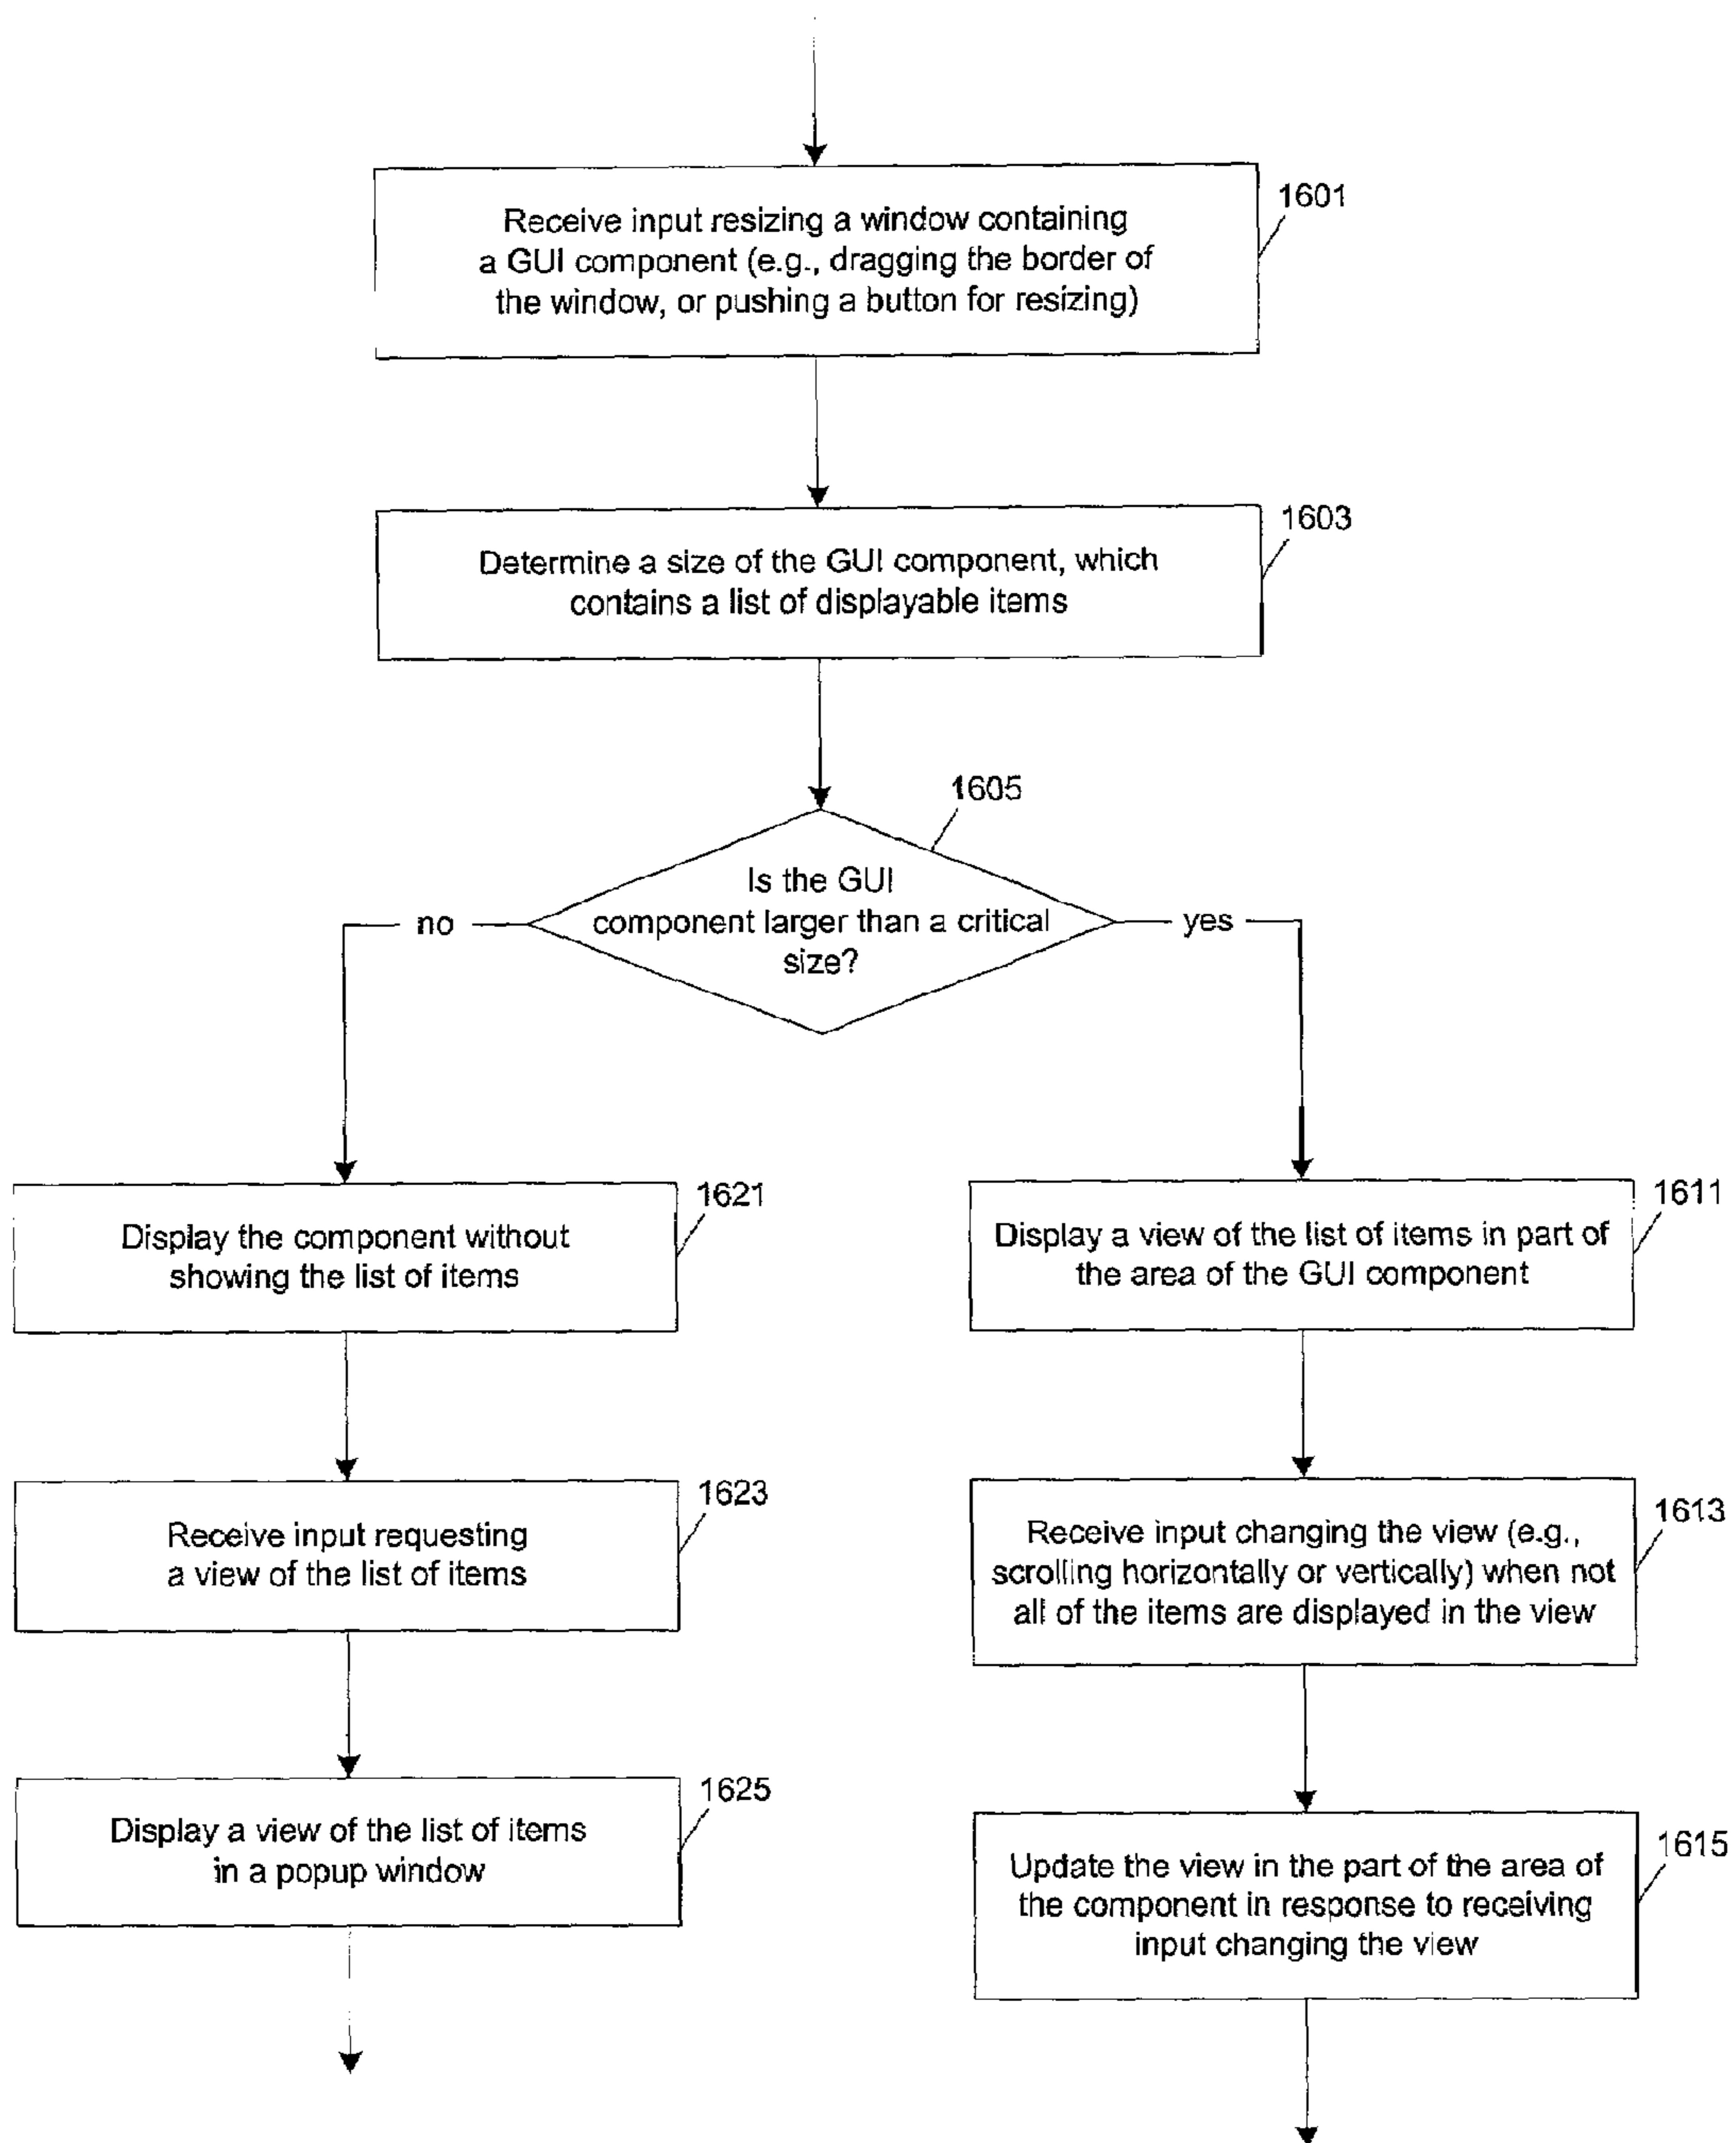 1601
Receive input resizing a window containing
a GUI component (e.g., dragging the border of
the window, or pushing a button for resizing)
1603
Determine a size of the GUI component, which
contains a list of displayable items
1605
Is the GUI
component larger than a critical
size?
no
yes
1621
Display the component without
showing the list of items
1611
Display a view of the list of items in part of
the area of the GUI component
1623
Receive input requesting
a view of the list of items
1613
Receive input changing the view (e.g.,
scrolling horizontally or vertically) when not
all of the items are displayed in the view
1625
Display a view of the list of items
in a popup window
1615
Update the view in the part of the area of
the component in response to receiving
input changing the view